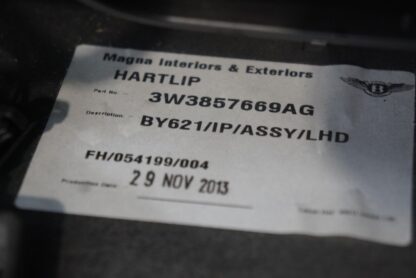 Magna Interiors & Exteriors
HARTLIP
Part No 3W3857669AG
Description BY621/IP/ASSY/LHD
FH/054199/004
Production Date 29 NOV 2013